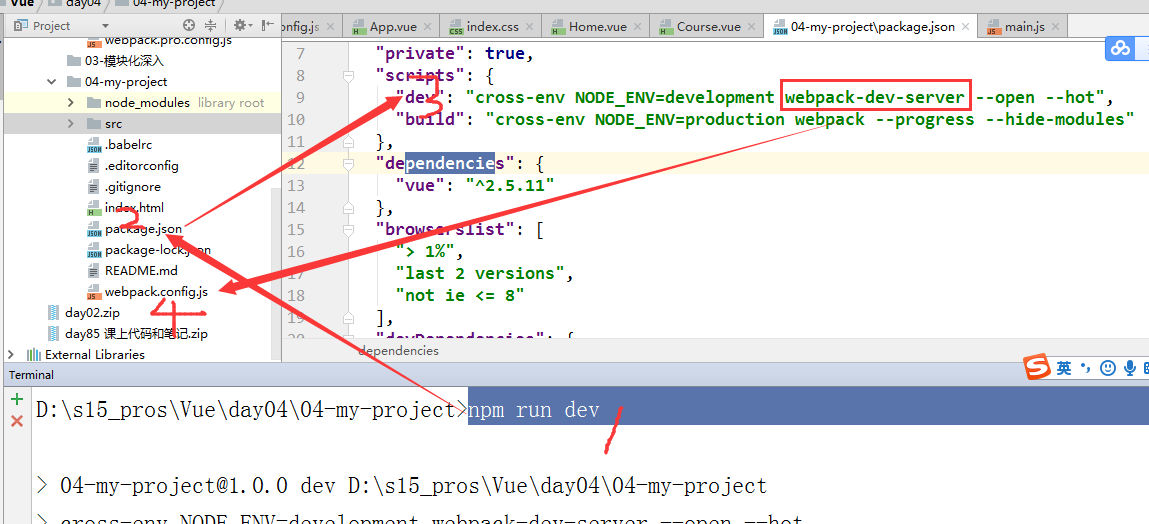 Vue day04 04-my-project
Project
nfig.js App.vue index.css Home.vue Course.vue 04-my-project\package.json main.js
webpack.pro.config.js
03-模块化深入
04-my-project
node_modules library root
src
.babelrc
.editorconfig
.gitignore
index.html
package.json
package-lock.json
README.md
webpack.config.js
day02.zip
day85 课上代码和笔记.zip
External Libraries
7 "private": true,
8 "scripts": {
9 "dev": "cross-env NODE_ENV=development webpack-dev-server --open --hot",
10 "build": "cross-env NODE_ENV=production webpack --progress --hide-modules"
11 },
12 "dependencies": {
13 "vue": "^2.5.11"
14 },
15 "browserslist": [
16 "> 1%",
17 "last 2 versions",
18 "not ie <= 8"
19 ],
20 "devDependencies": {
dependencies
1
2
3
4
S 英
Terminal
D:\s15_pros\Vue\day04\04-my-project>npm run dev
> 04-my-project@1.0.0 dev D:\s15_pros\Vue\day04\04-my-project
> cross-env NODE_ENV=development webpack-dev-server --open --hot